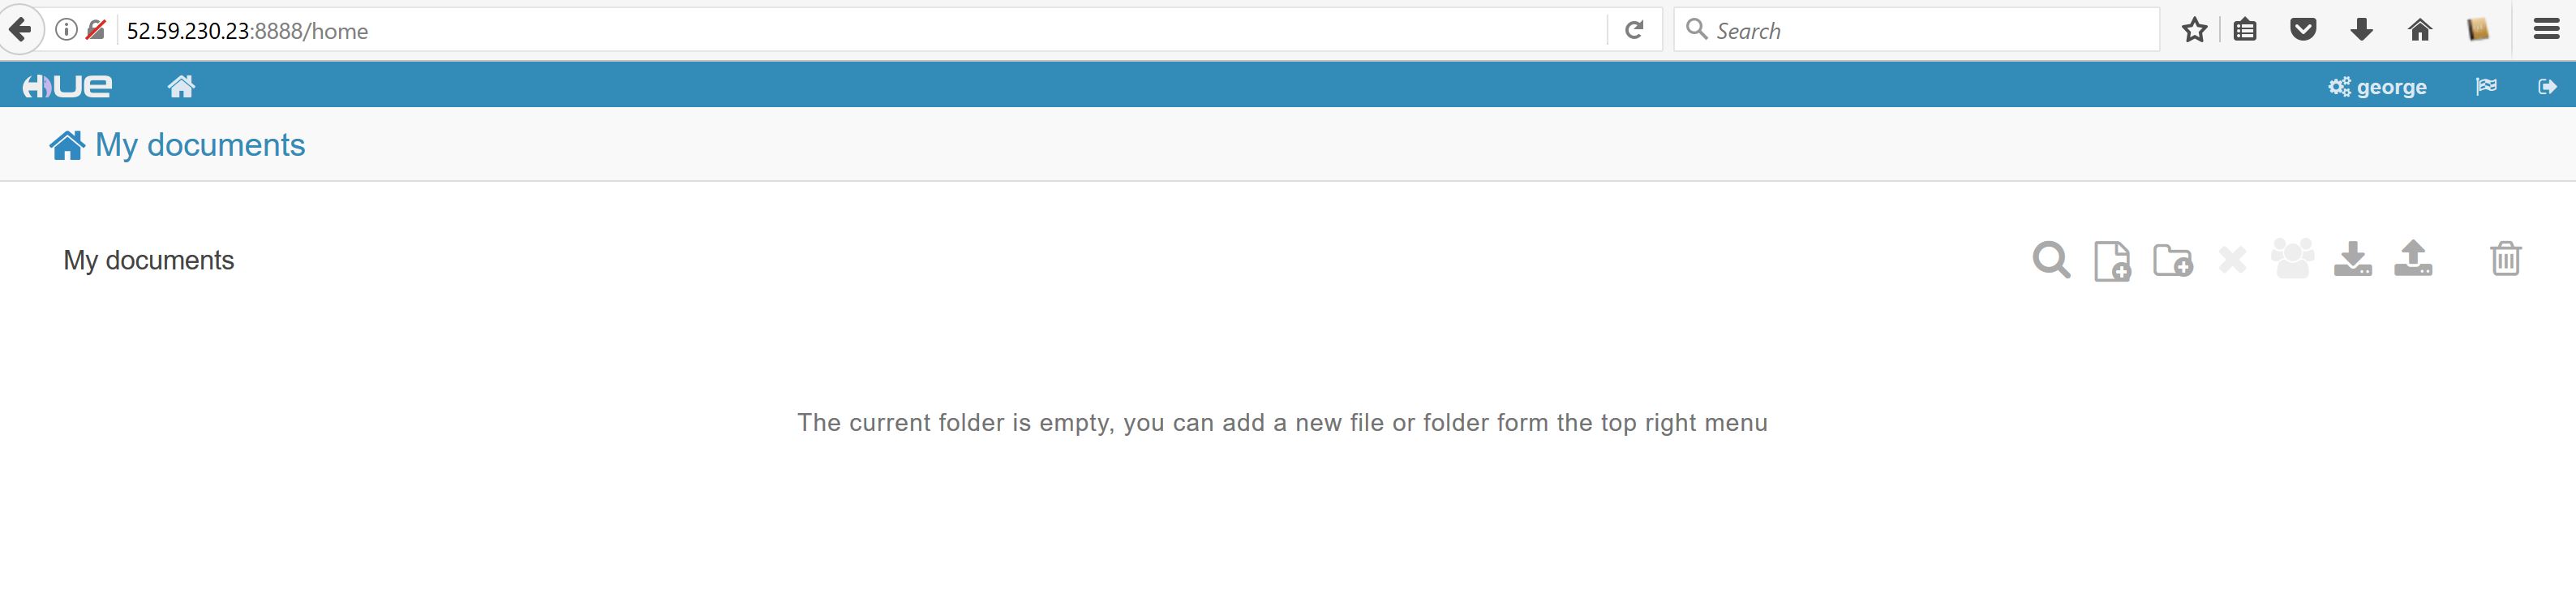 52.59.230.23:8888/home
Search
HUE
george
My documents
My documents
The current folder is empty, you can add a new file or folder form the top right menu